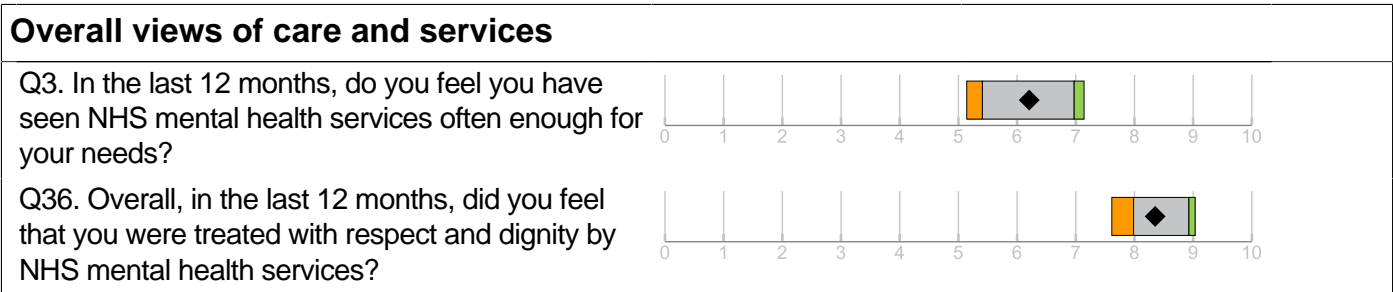 Overall views of care and services
Q3. In the last 12 months, do you feel you have
seen NHS mental health services often enough for
your needs?
0 1 2 3 4 5 6 7 8 9 10
Q36. Overall, in the last 12 months, did you feel
that you were treated with respect and dignity by
NHS mental health services?
0 1 2 3 4 5 6 7 8 9 10